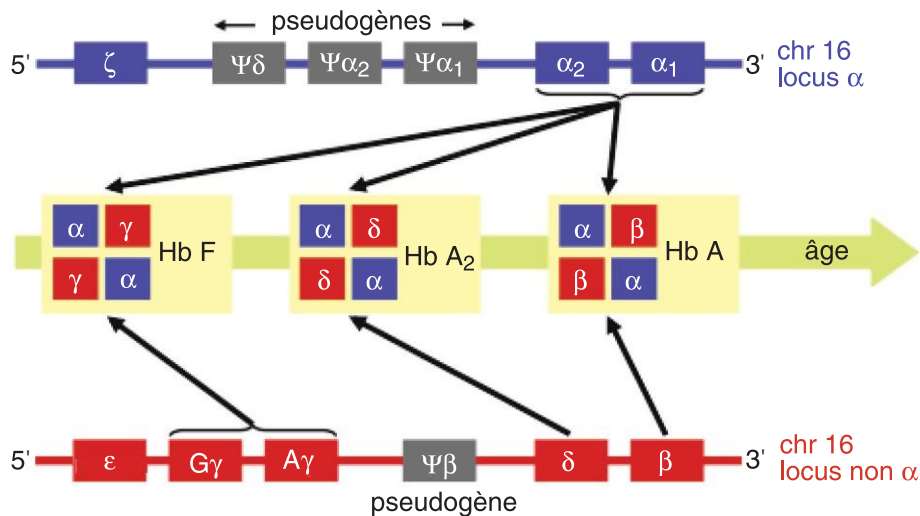 pseudogènes
5' ζ Ψδ Ψα2 Ψα1 α2 α1 3' chr 16
locus α
α γ Hb F
γ α
α δ Hb A2
δ α
α β Hb A
β α
âge
5' ε Gγ Aγ Ψβ δ β 3' chr 16
locus non α
pseudogène